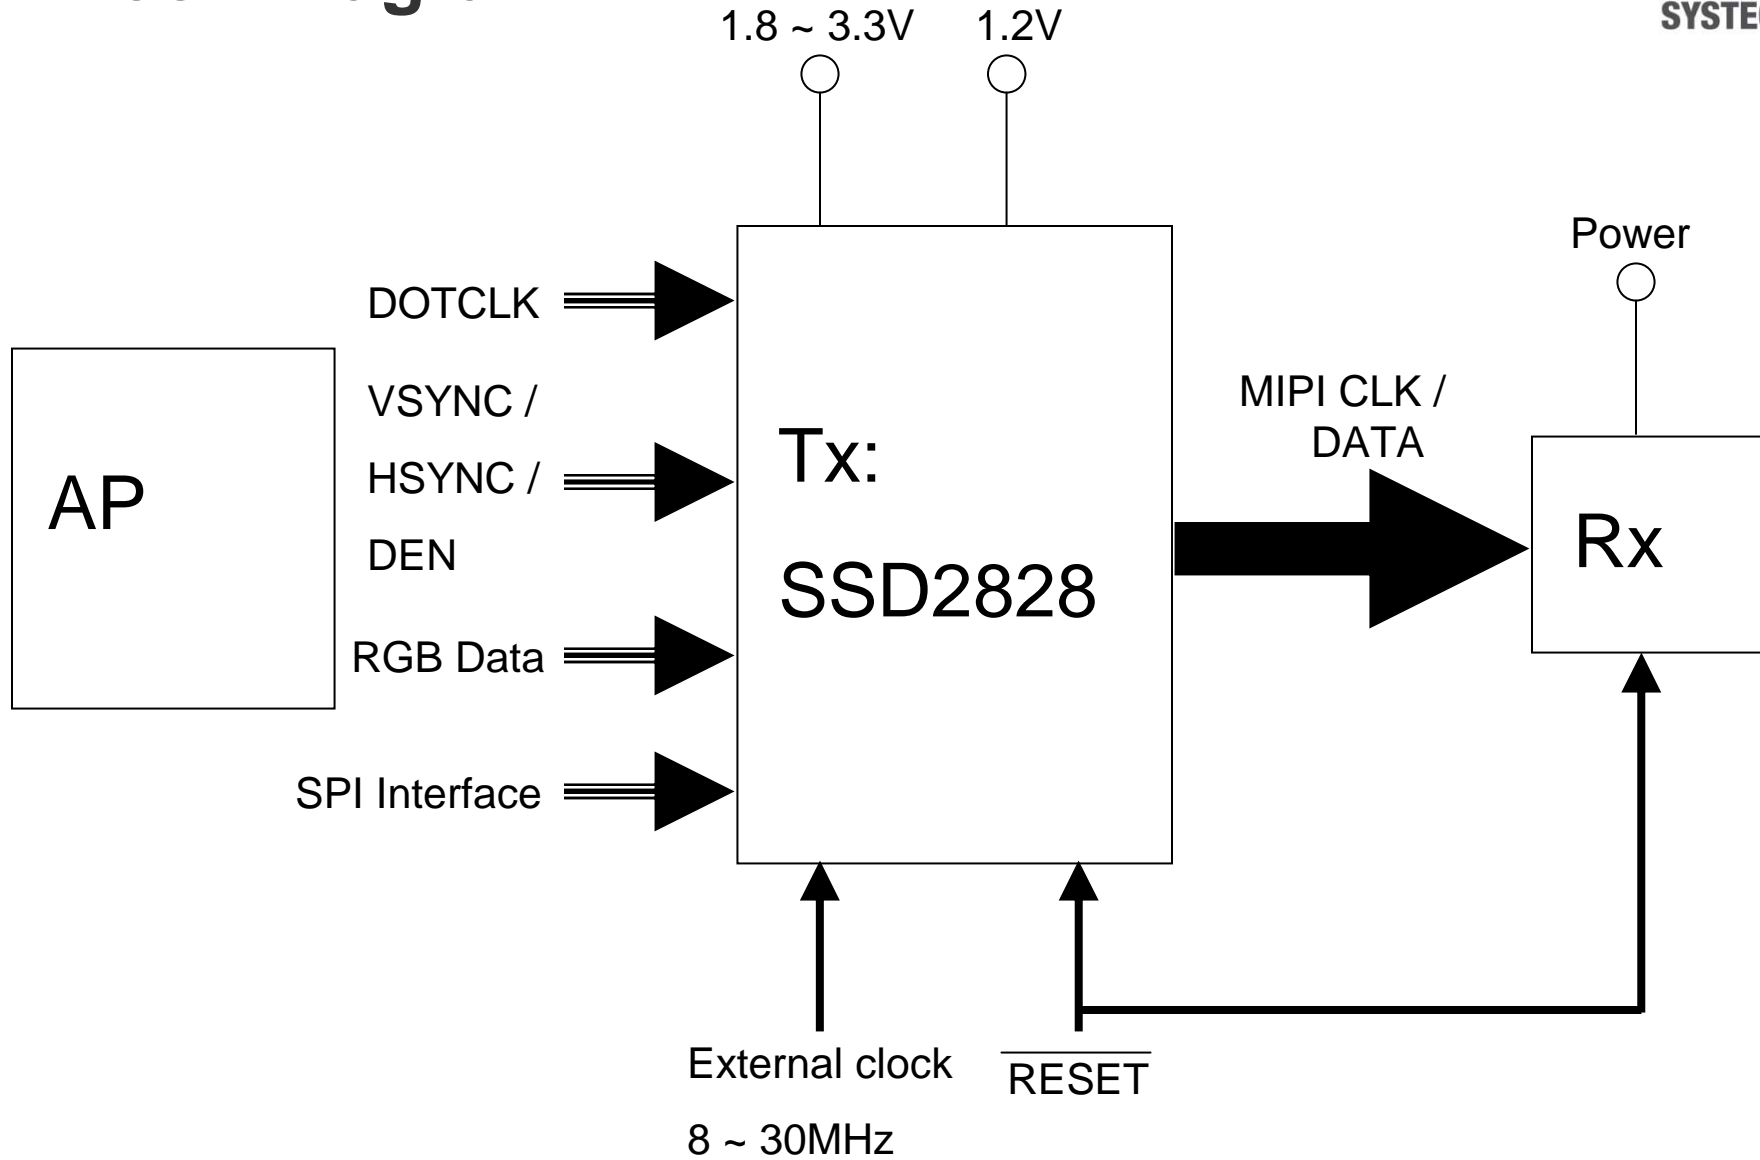 1.8 ~ 3.3V
1.2V
Power
DOTCLK
VSYNC /
HSYNC /
DEN
RGB Data
SPI Interface
AP
Tx:
SSD2828
MIPI CLK /
DATA
Rx
External clock
8 ~ 30MHz
RESET